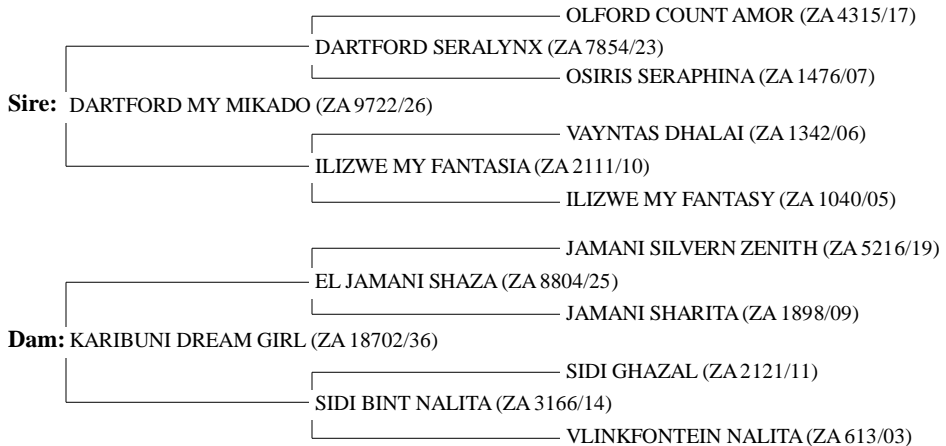 OLFORD COUNT AMOR (ZA 4315/17)
DARTFORD SERALYNX (ZA 7854/23)
OSIRIS SERAPHINA (ZA 1476/07)
Sire: DARTFORD MY MIKADO (ZA 9722/26)
VAYNTAS DHALAI (ZA 1342/06)
ILIZWE MY FANTASIA (ZA 2111/10)
ILIZWE MY FANTASY (ZA 1040/05)
JAMANI SILVERN ZENITH (ZA 5216/19)
EL JAMANI SHAZA (ZA 8804/25)
JAMANI SHARITA (ZA 1898/09)
Dam: KARIBUNI DREAM GIRL (ZA 18702/36)
SIDI GHAZAL (ZA 2121/11)
SIDI BINT NALITA (ZA 3166/14)
VLINKFONTEIN NALITA (ZA 613/03)